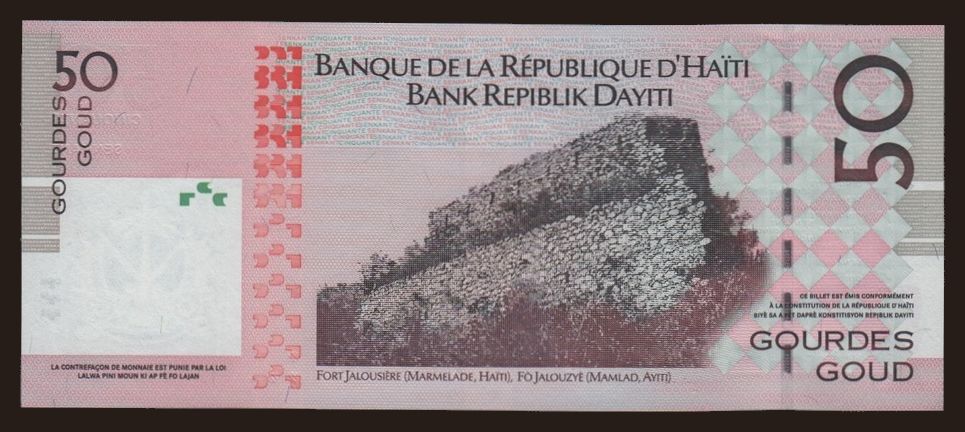 50
GOURDES
GOUD
BANQUE DE LA RÉPUBLIQUE D'HAÏTI
BANK REPIBLIK DAYITI
50
CE BILLET EST ÉMIS CONFORMÉMENT
À LA CONSTITUTION DE LA RÉPUBLIQUE D'HAÏTI
BIYÈ SA A FÈT DAPRÈ KONSTITISYON REPIBLIK DAYITI
GOURDES
GOUD
LA CONTREFAÇON DE MONNAIE EST PUNIE PAR LA LOI
LALWA PINI MOUN KI AP FÈ FO LAJAN
FORT JALOUSIÈRE (MARMELADE, HAÏTI), FÒ JALOUZYÈ (MAMLAD, AYITI)